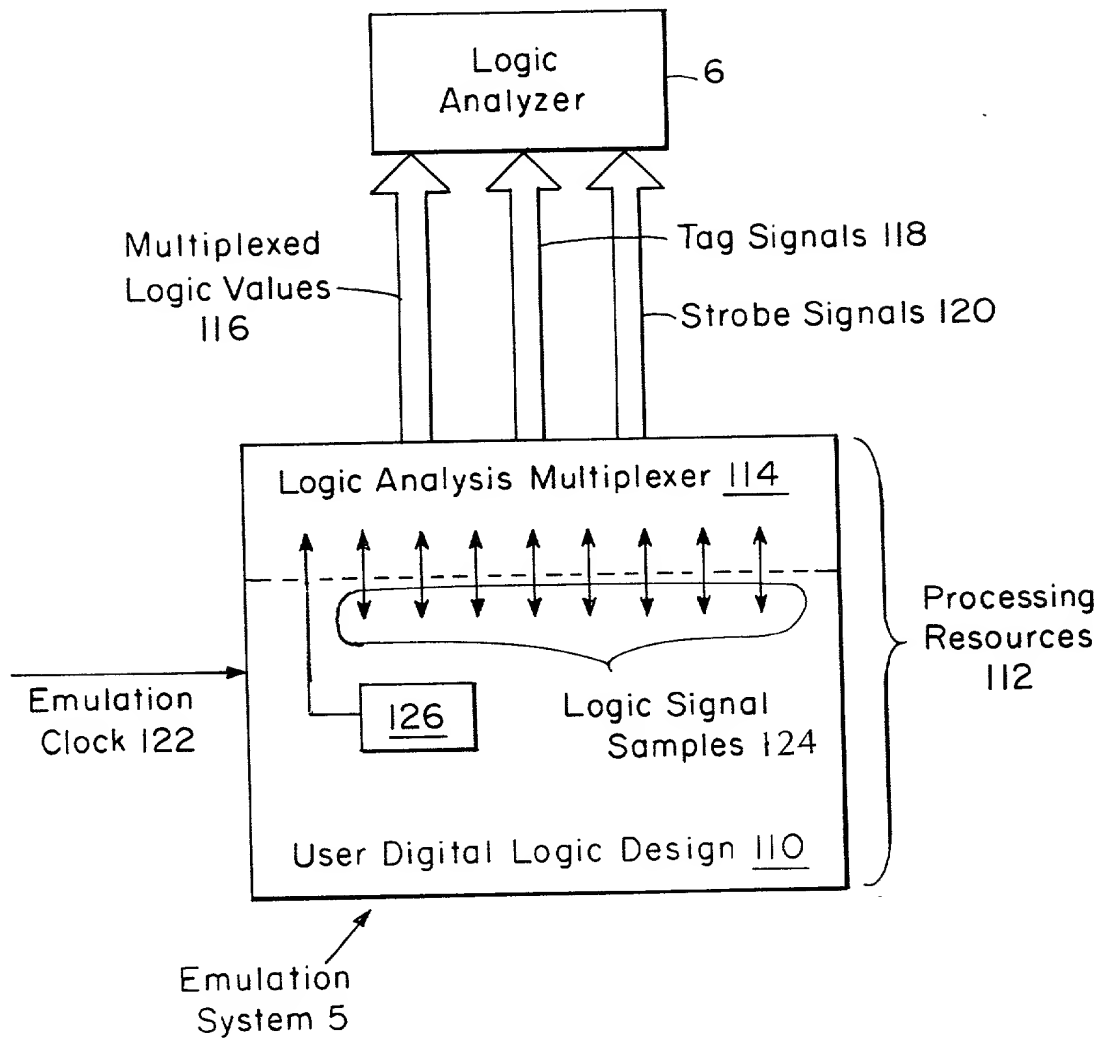 Logic
Analyzer
6
Multiplexed
Logic Values
116
Tag Signals 118
Strobe Signals 120
Logic Analysis Multiplexer 114
Processing
Resources
112
Emulation
Clock 122
126
Logic Signal
Samples 124
User Digital Logic Design 110
Emulation
System 5